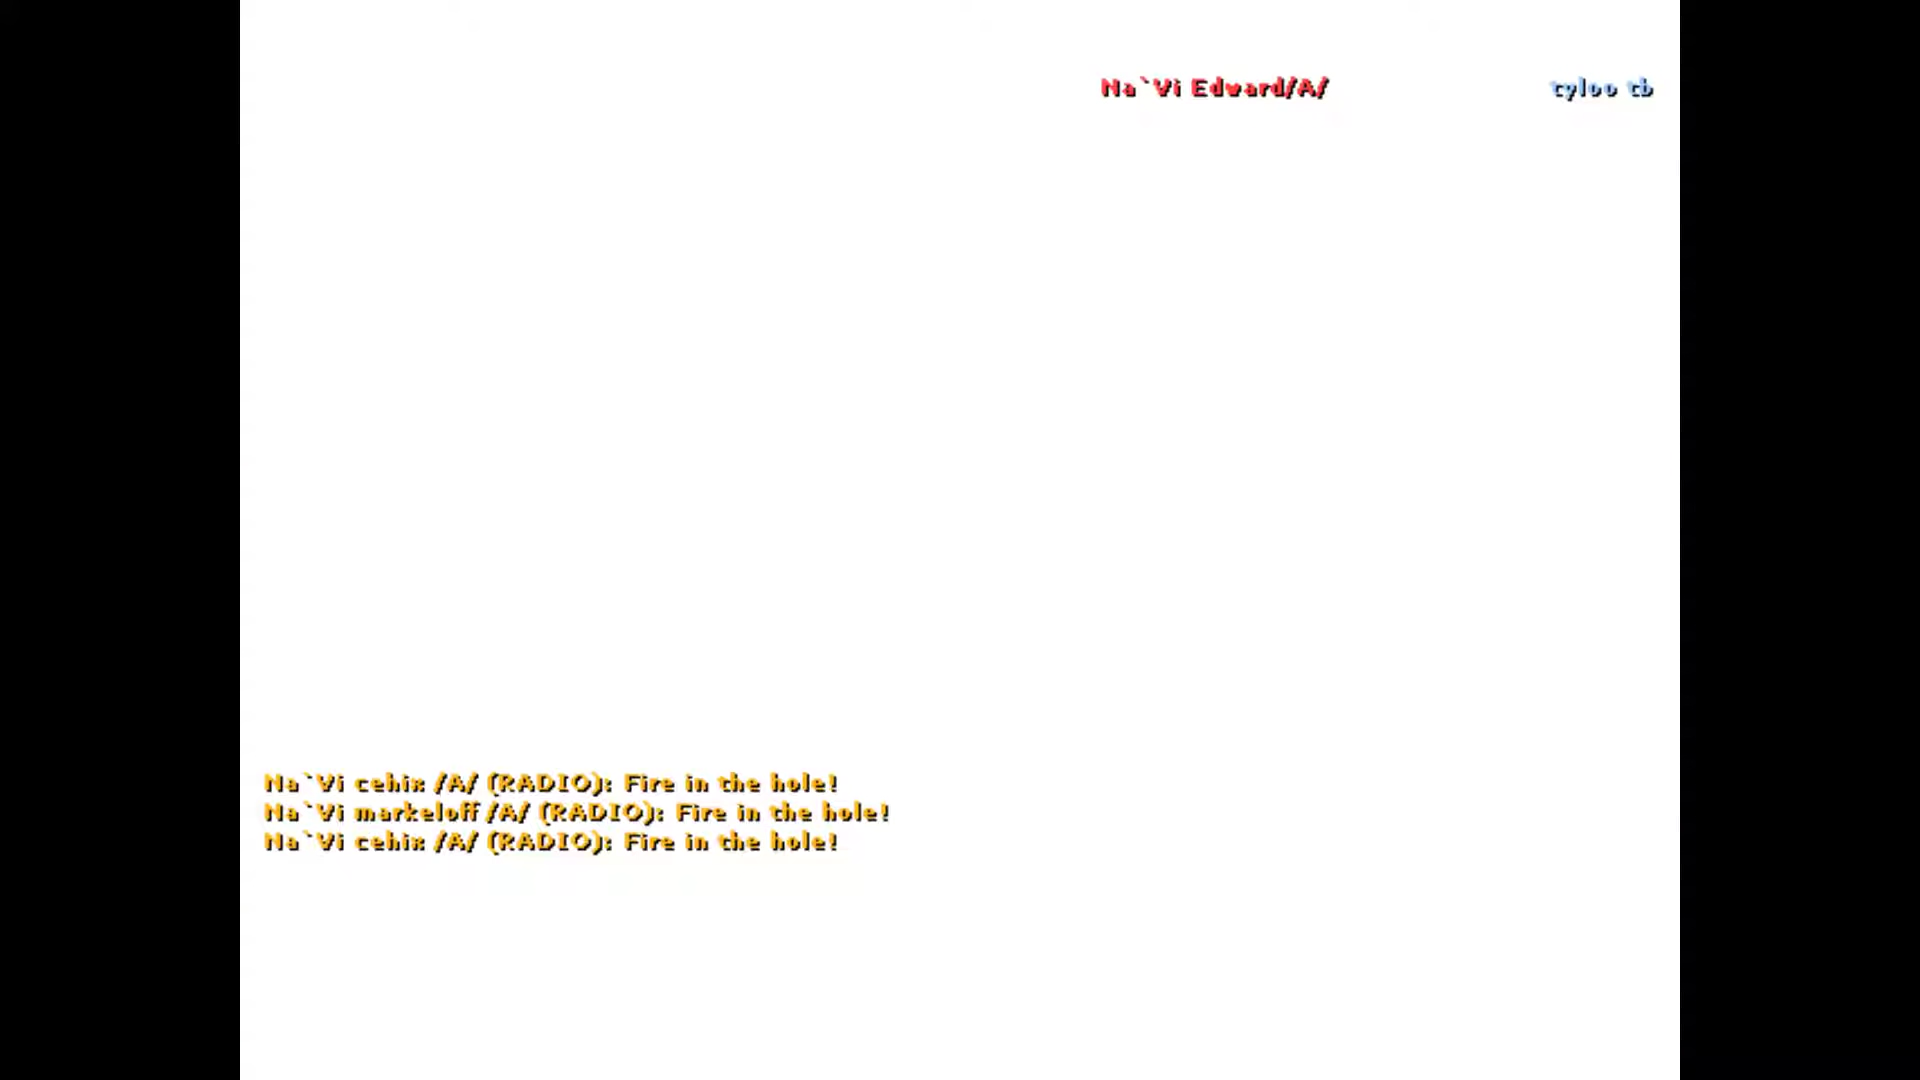 Na`Vi Edward/A/ tyloo tb
Na`Vi cehix /A/ (RADIO): Fire in the hole!
Na`Vi markeloff /A/ (RADIO): Fire in the hole!
Na`Vi cehix /A/ (RADIO): Fire in the hole!